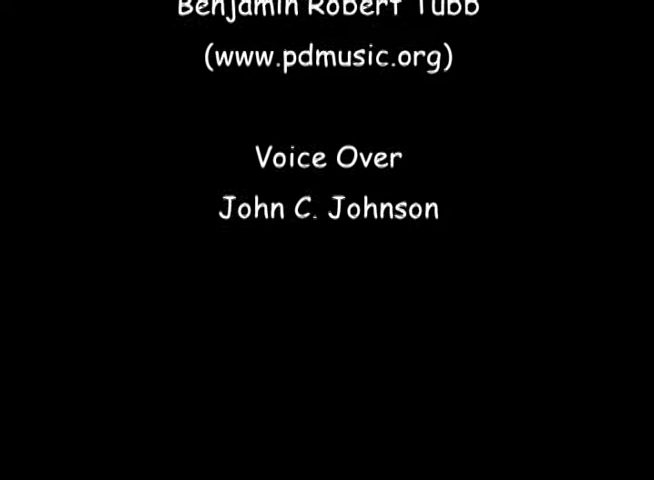 Benjamin Robert Tubb
(www.pdmusic.org)
Voice Over
John C. Johnson